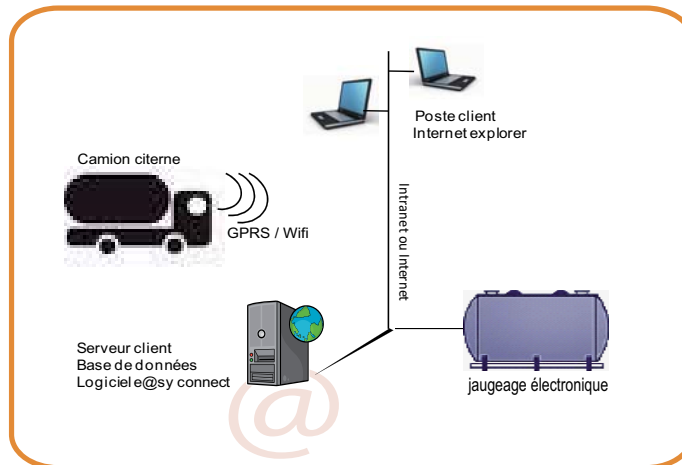 Poste client
Internet explorer
Camion citerne
GPRS / Wifi
Intranet ou Internet
Serveur client
Base de données
Logiciel e@sy connect
jaugeage électronique
@